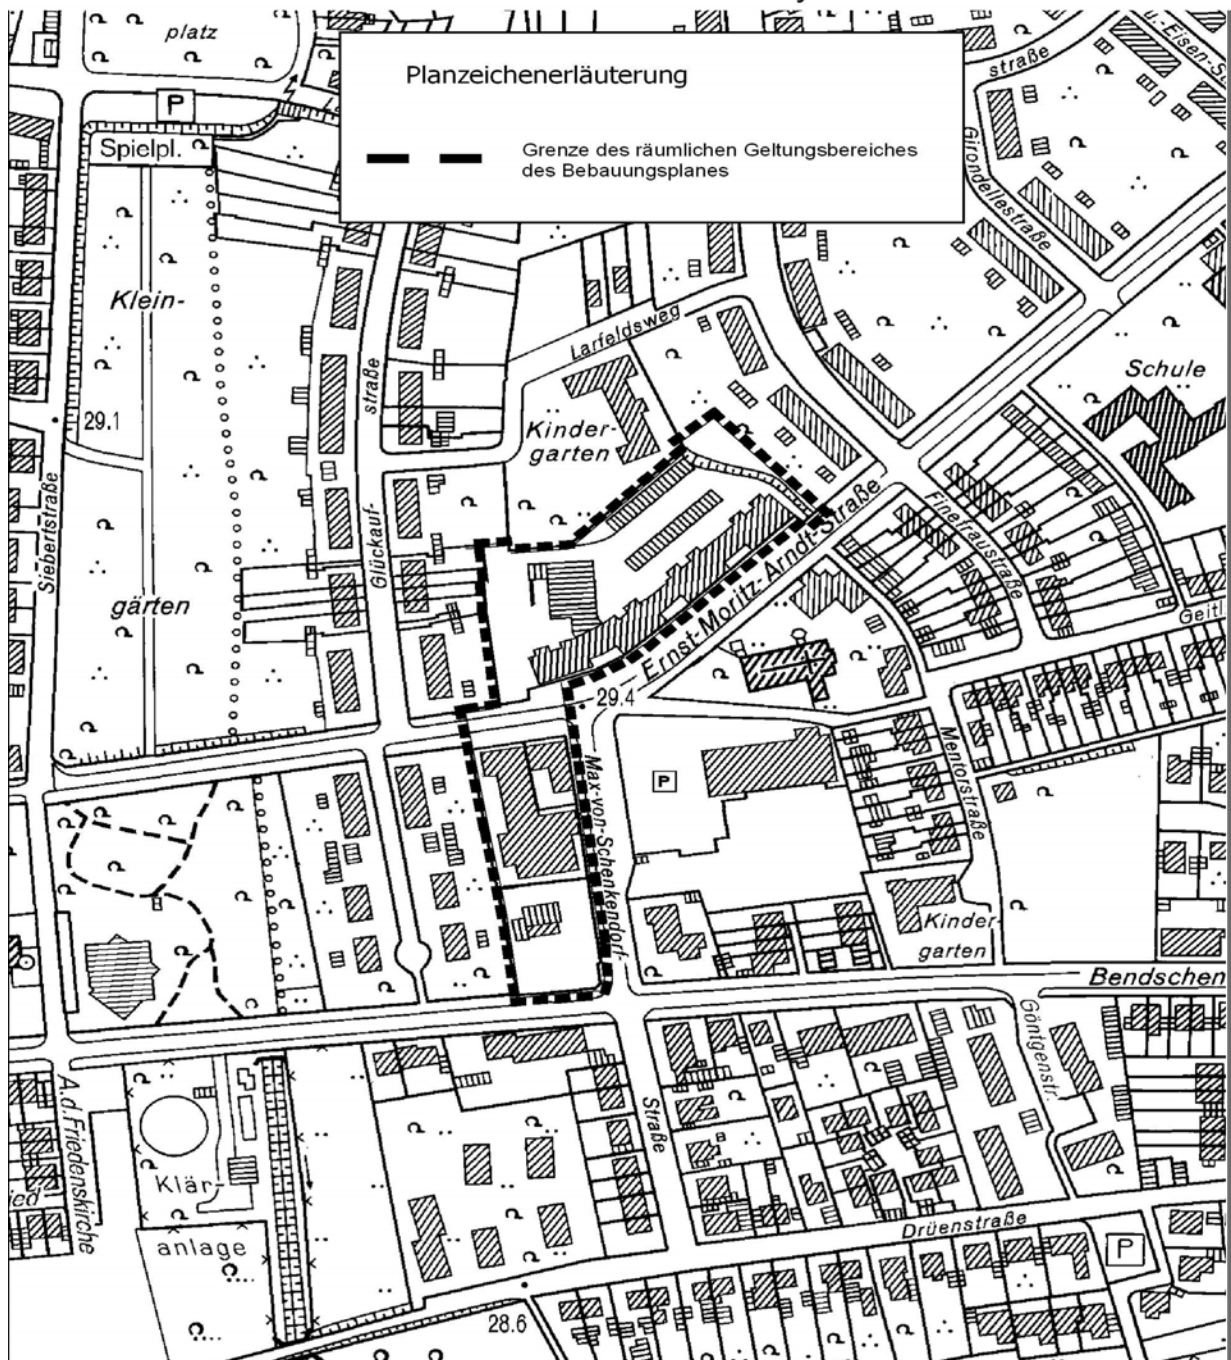 platz
P
Spielpl.
Planzeichenerläuterung
Grenze des räumlichen Geltungsbereiches
des Bebauungsplanes
straße
u.-Eisen-S
Girondellestraße
Klein-
gärten
29.1
Siebertstraße
straße
Glückauf-
Larfeldsweg
Kinder-
garten
Schule
Ernst-Moritz-Arndt-Straße
Finefraustraße
Geitl
29.4
Max-von-Schenkendorf-
P
Menlorstraße
Kinder-
garten
Bendschen
Göntgenstr.
A.d.Friedenskirche
Klär-
anlage
ied
Straße
Drüenstraße
P
28.6